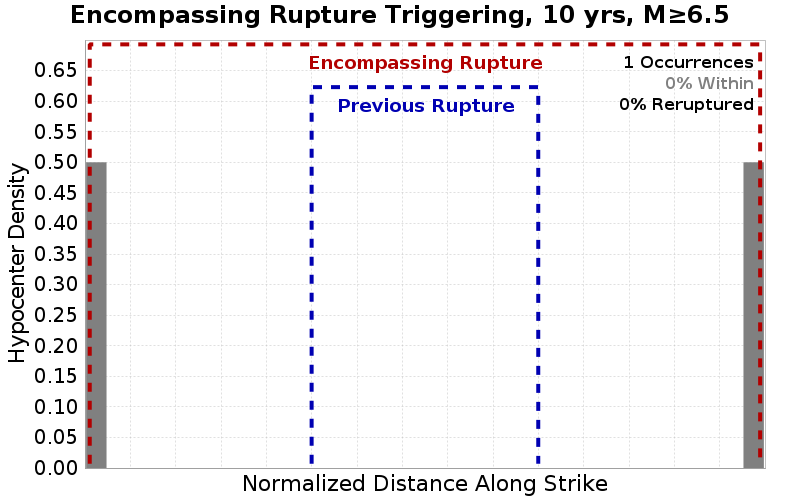 Encompassing Rupture Triggering, 10 yrs, M≥6.5
Encompassing Rupture
1 Occurrences
0% Within
Previous Rupture
0% Reruptured
Hypocenter Density
0.65
0.60
0.55
0.50
0.45
0.40
0.35
0.30
0.25
0.20
0.15
0.10
0.05
0.00
Normalized Distance Along Strike